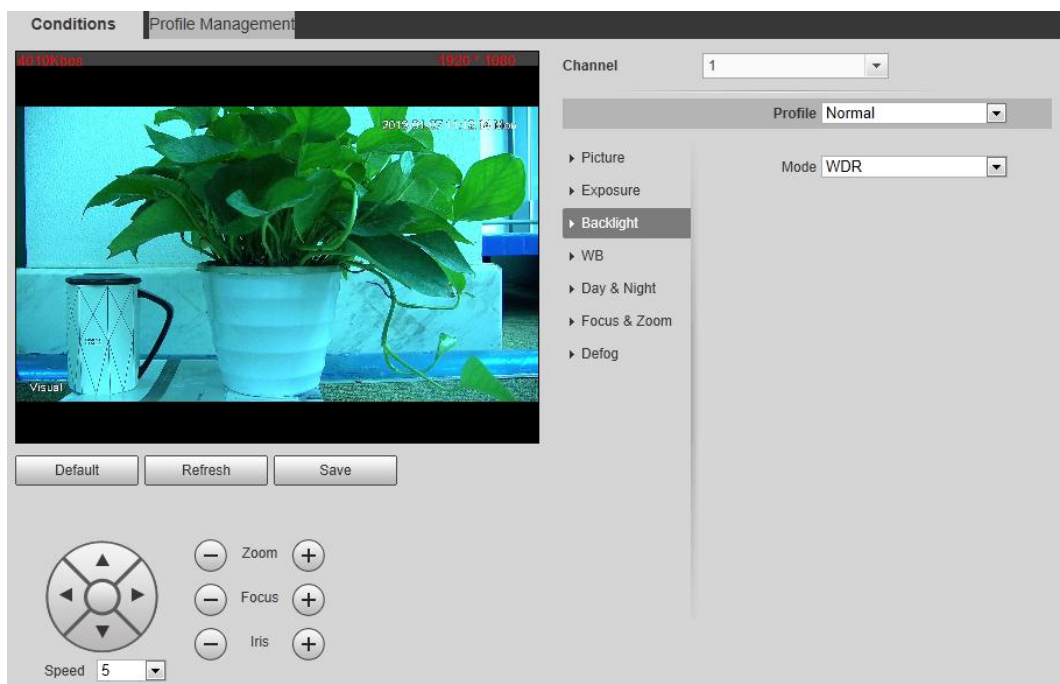 Conditions
Profile Management
4010Kbps
1920 * 1080
Channel
1
Profile Normal
Mode WDR
Picture
Exposure
Backlight
WB
Day & Night
Focus & Zoom
Defog
Visual
Default
Refresh
Save
Zoom
Focus
Iris
Speed 5